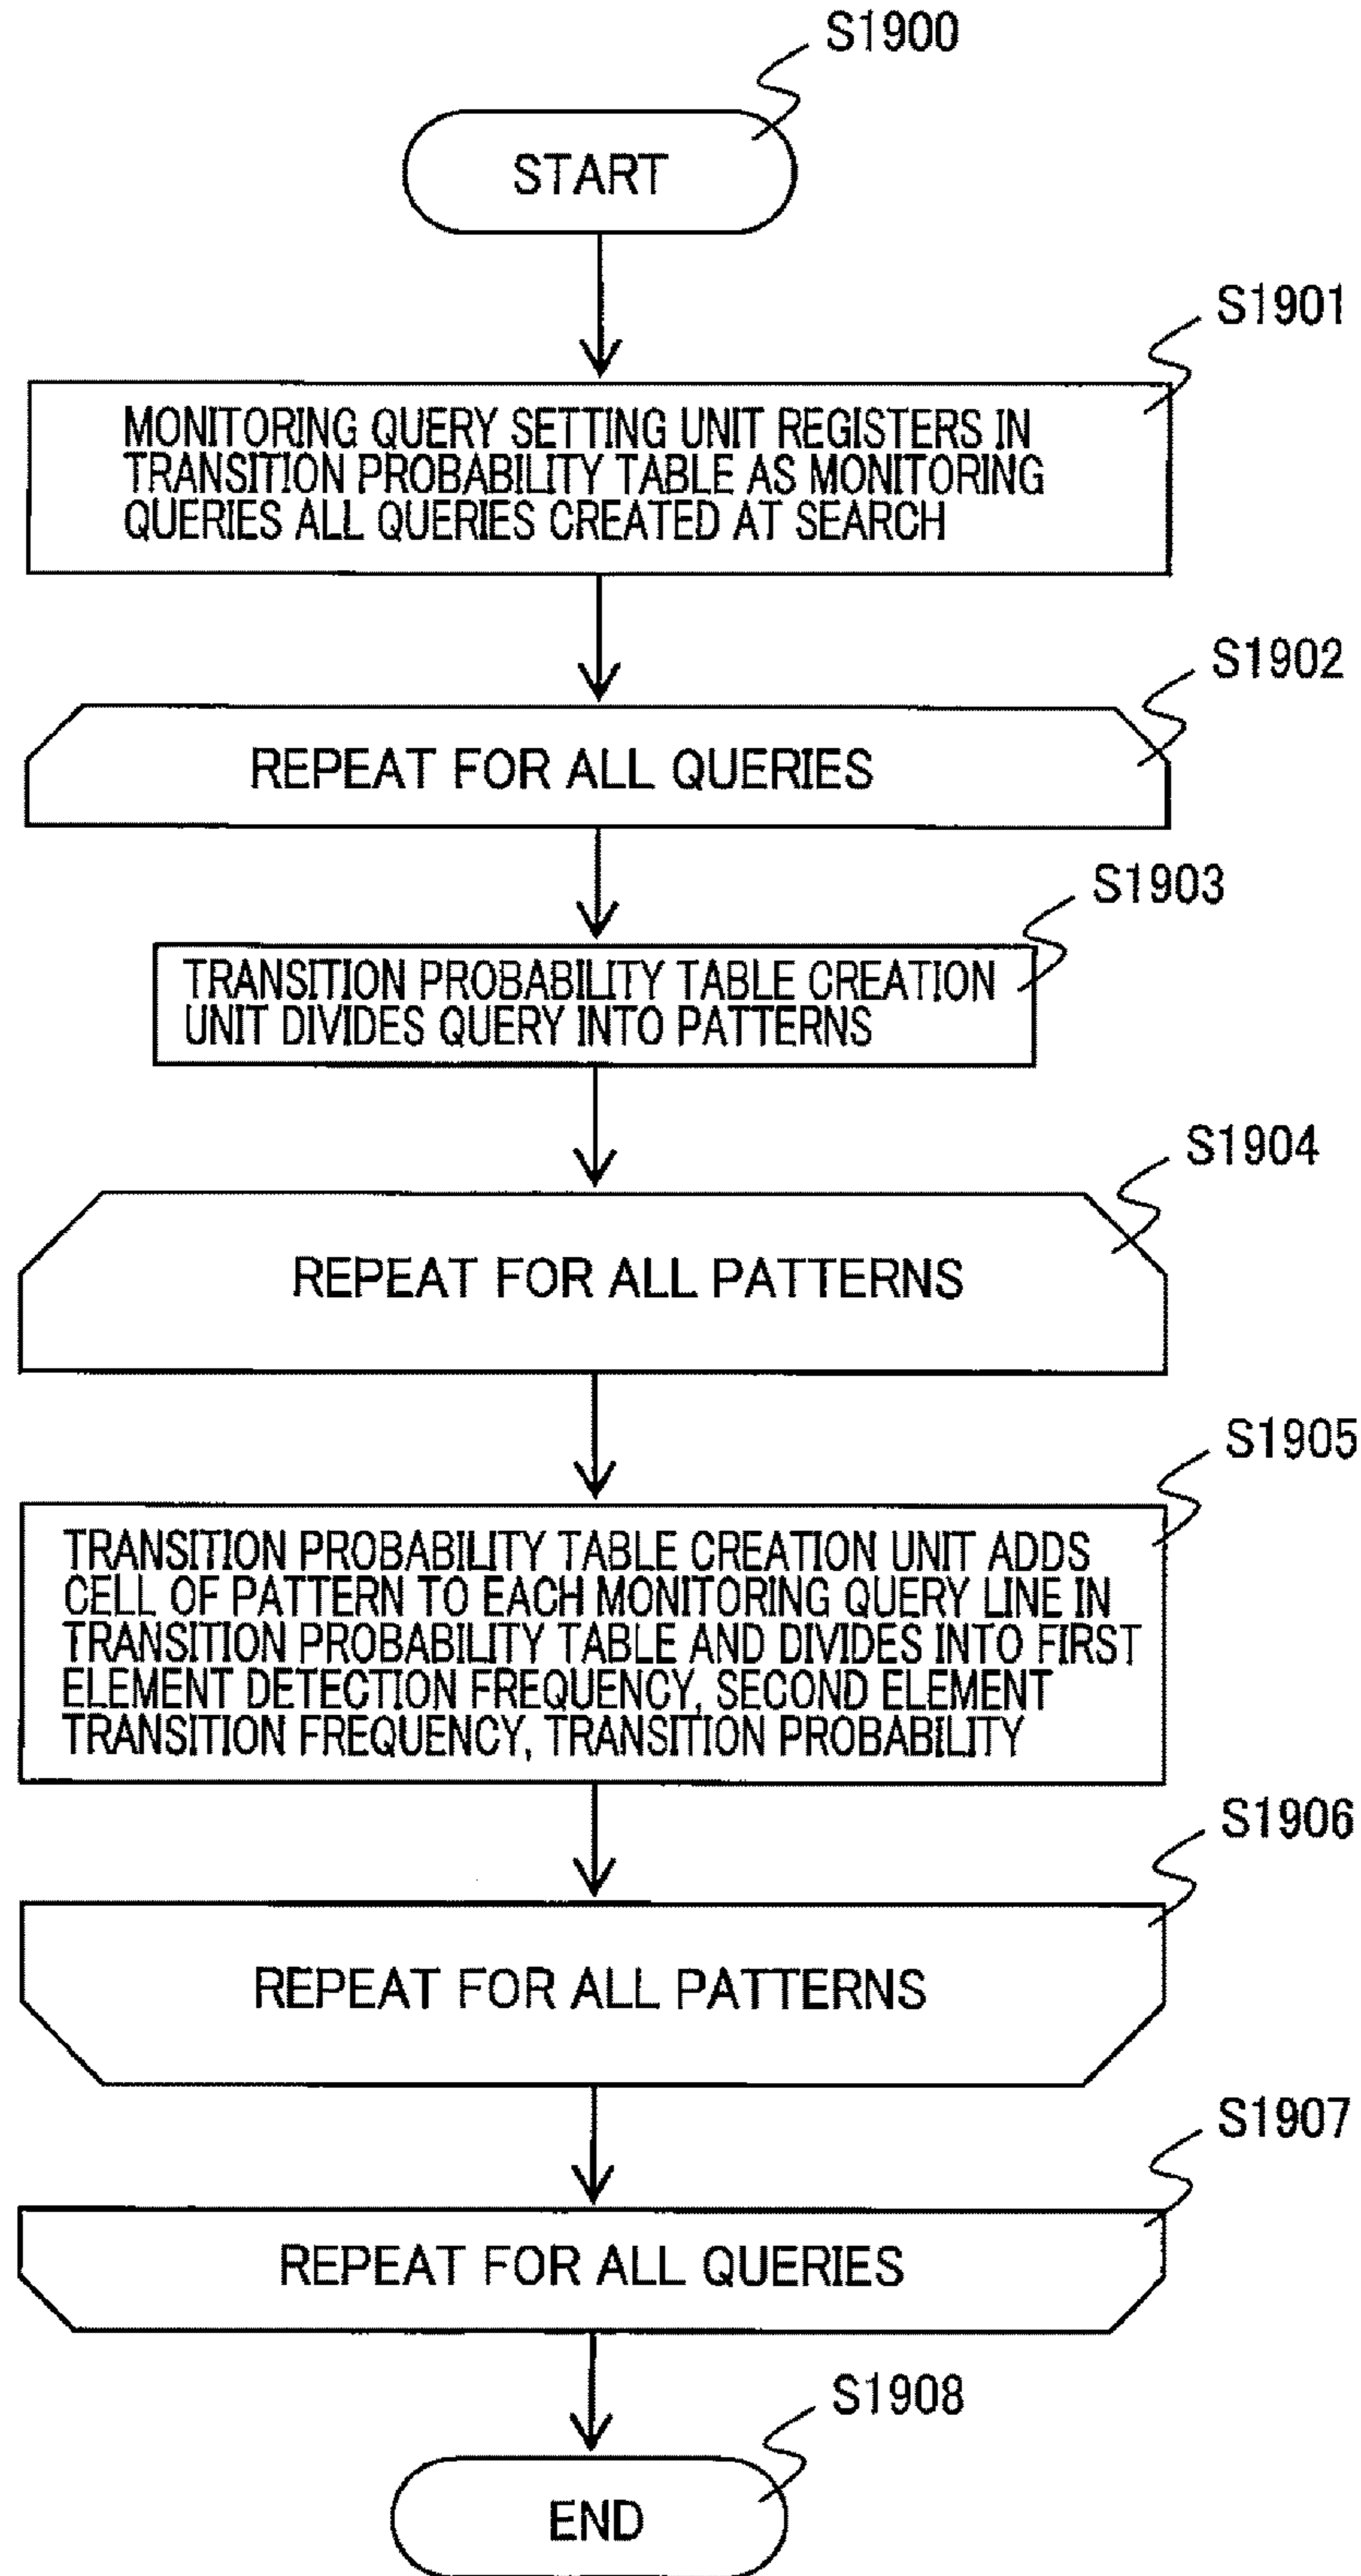 S1900
START
S1901
MONITORING QUERY SETTING UNIT REGISTERS IN
TRANSITION PROBABILITY TABLE AS MONITORING
QUERIES ALL QUERIES CREATED AT SEARCH
S1902
REPEAT FOR ALL QUERIES
S1903
TRANSITION PROBABILITY TABLE CREATION
UNIT DIVIDES QUERY INTO PATTERNS
S1904
REPEAT FOR ALL PATTERNS
S1905
TRANSITION PROBABILITY TABLE CREATION UNIT ADDS
CELL OF PATTERN TO EACH MONITORING QUERY LINE IN
TRANSITION PROBABILITY TABLE AND DIVIDES INTO FIRST
ELEMENT DETECTION FREQUENCY, SECOND ELEMENT
TRANSITION FREQUENCY, TRANSITION PROBABILITY
S1906
REPEAT FOR ALL PATTERNS
S1907
REPEAT FOR ALL QUERIES
S1908
END